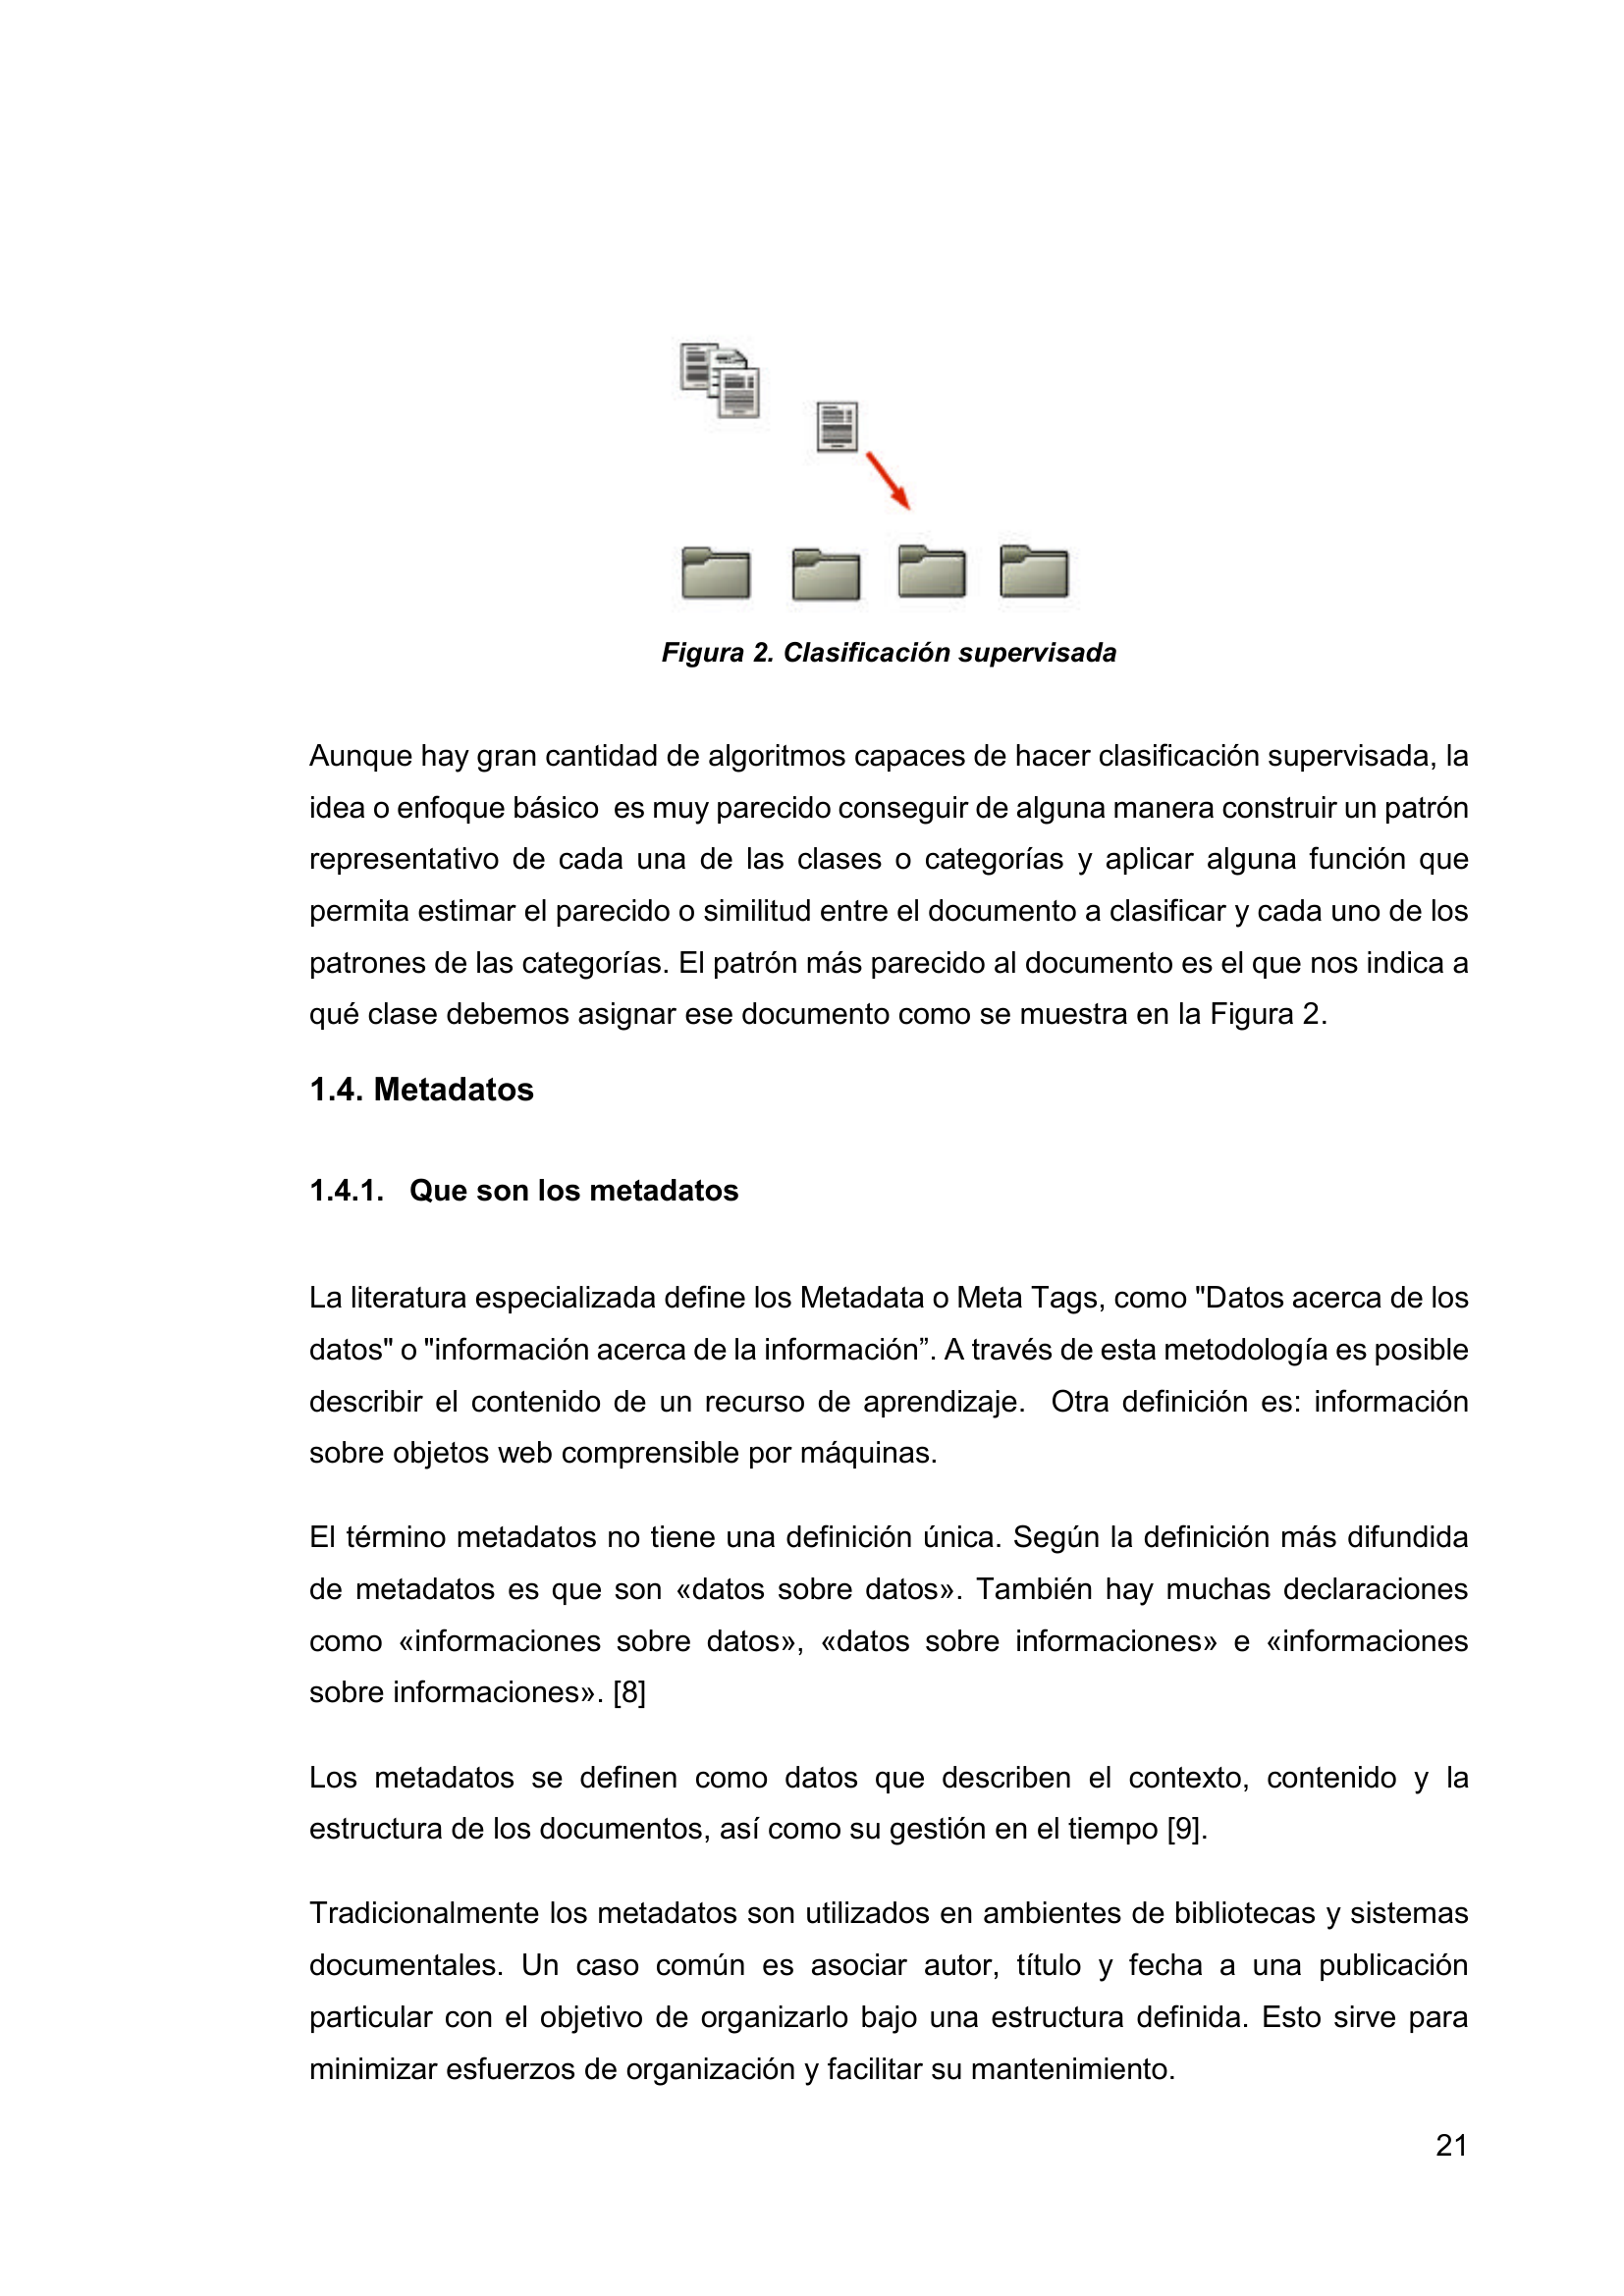 Figura 2. Clasificación supervisada
Aunque hay gran cantidad de algoritmos capaces de hacer clasificación supervisada, la
idea o enfoque básico  es muy parecido conseguir de alguna manera construir un patrón
representativo de cada una de las clases o categorías y aplicar alguna función que
permita estimar el parecido o similitud entre el documento a clasificar y cada uno de los
patrones de las categorías. El patrón más parecido al documento es el que nos indica a
qué clase debemos asignar ese documento como se muestra en la Figura 2.
1.4. Metadatos
1.4.1.   Que son los metadatos
La literatura especializada define los Metadata o Meta Tags, como "Datos acerca de los
datos" o "información acerca de la información”. A través de esta metodología es posible
describir el contenido de un recurso de aprendizaje.  Otra definición es: información
sobre objetos web comprensible por máquinas.
El término metadatos no tiene una definición única. Según la definición más difundida
de metadatos es que son «datos sobre datos». También hay muchas declaraciones
como «informaciones sobre datos», «datos sobre informaciones» e «informaciones
sobre informaciones». [8]
Los metadatos se definen como datos que describen el contexto, contenido y la
estructura de los documentos, así como su gestión en el tiempo [9].
Tradicionalmente los metadatos son utilizados en ambientes de bibliotecas y sistemas
documentales. Un caso común es asociar autor, título y fecha a una publicación
particular con el objetivo de organizarlo bajo una estructura definida. Esto sirve para
minimizar esfuerzos de organización y facilitar su mantenimiento.
21